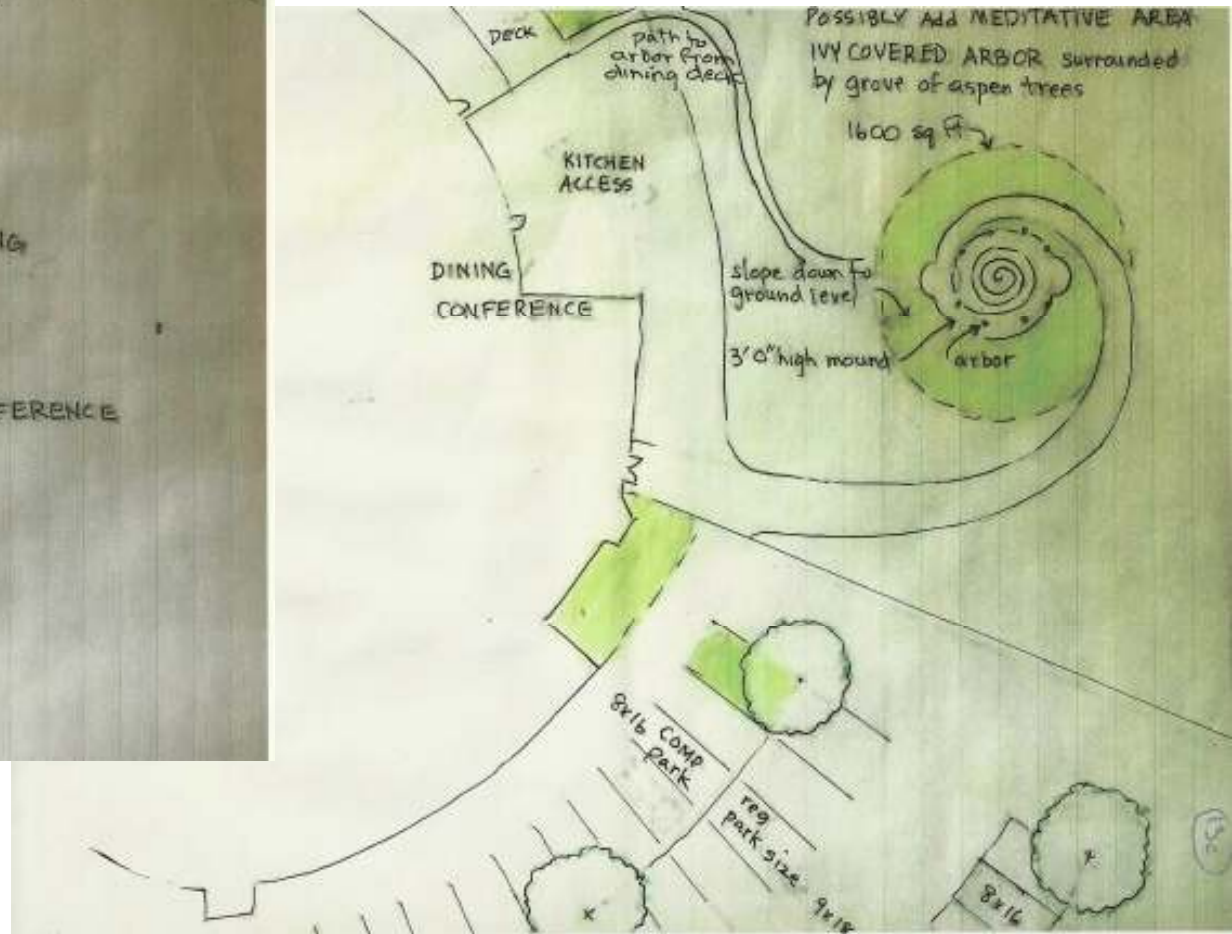 FERENCE
DECK
path to
arbor from
dining deck
POSSIBLY Add MEDITATIVE AREA
IVY COVERED ARBOR surrounded
by grove of aspen trees
1600 sq ft
KITCHEN
ACCESS
DINING
CONFERENCE
slope down to
ground level
3'0" high mound
arbor
8x16 COMP
park
reg
park size
9x18
8x16